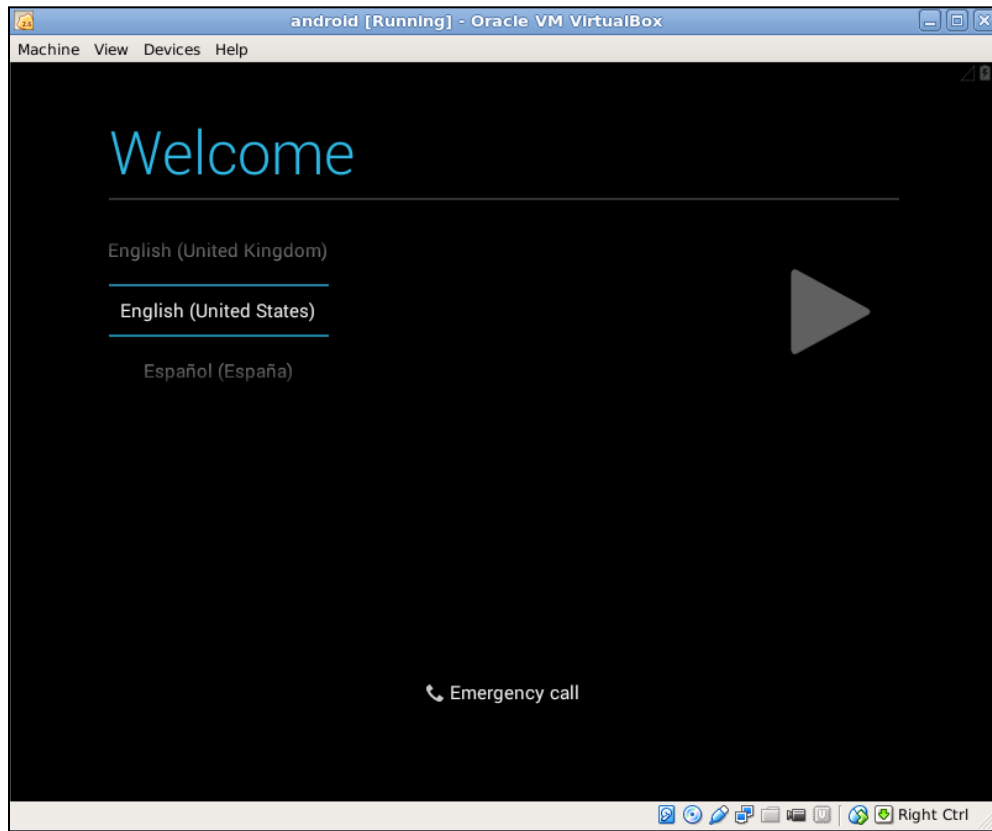 android [Running] - Oracle VM VirtualBox
Machine View Devices Help
Welcome
English (United Kingdom)
English (United States)
Español (España)
Emergency call
Right Ctrl